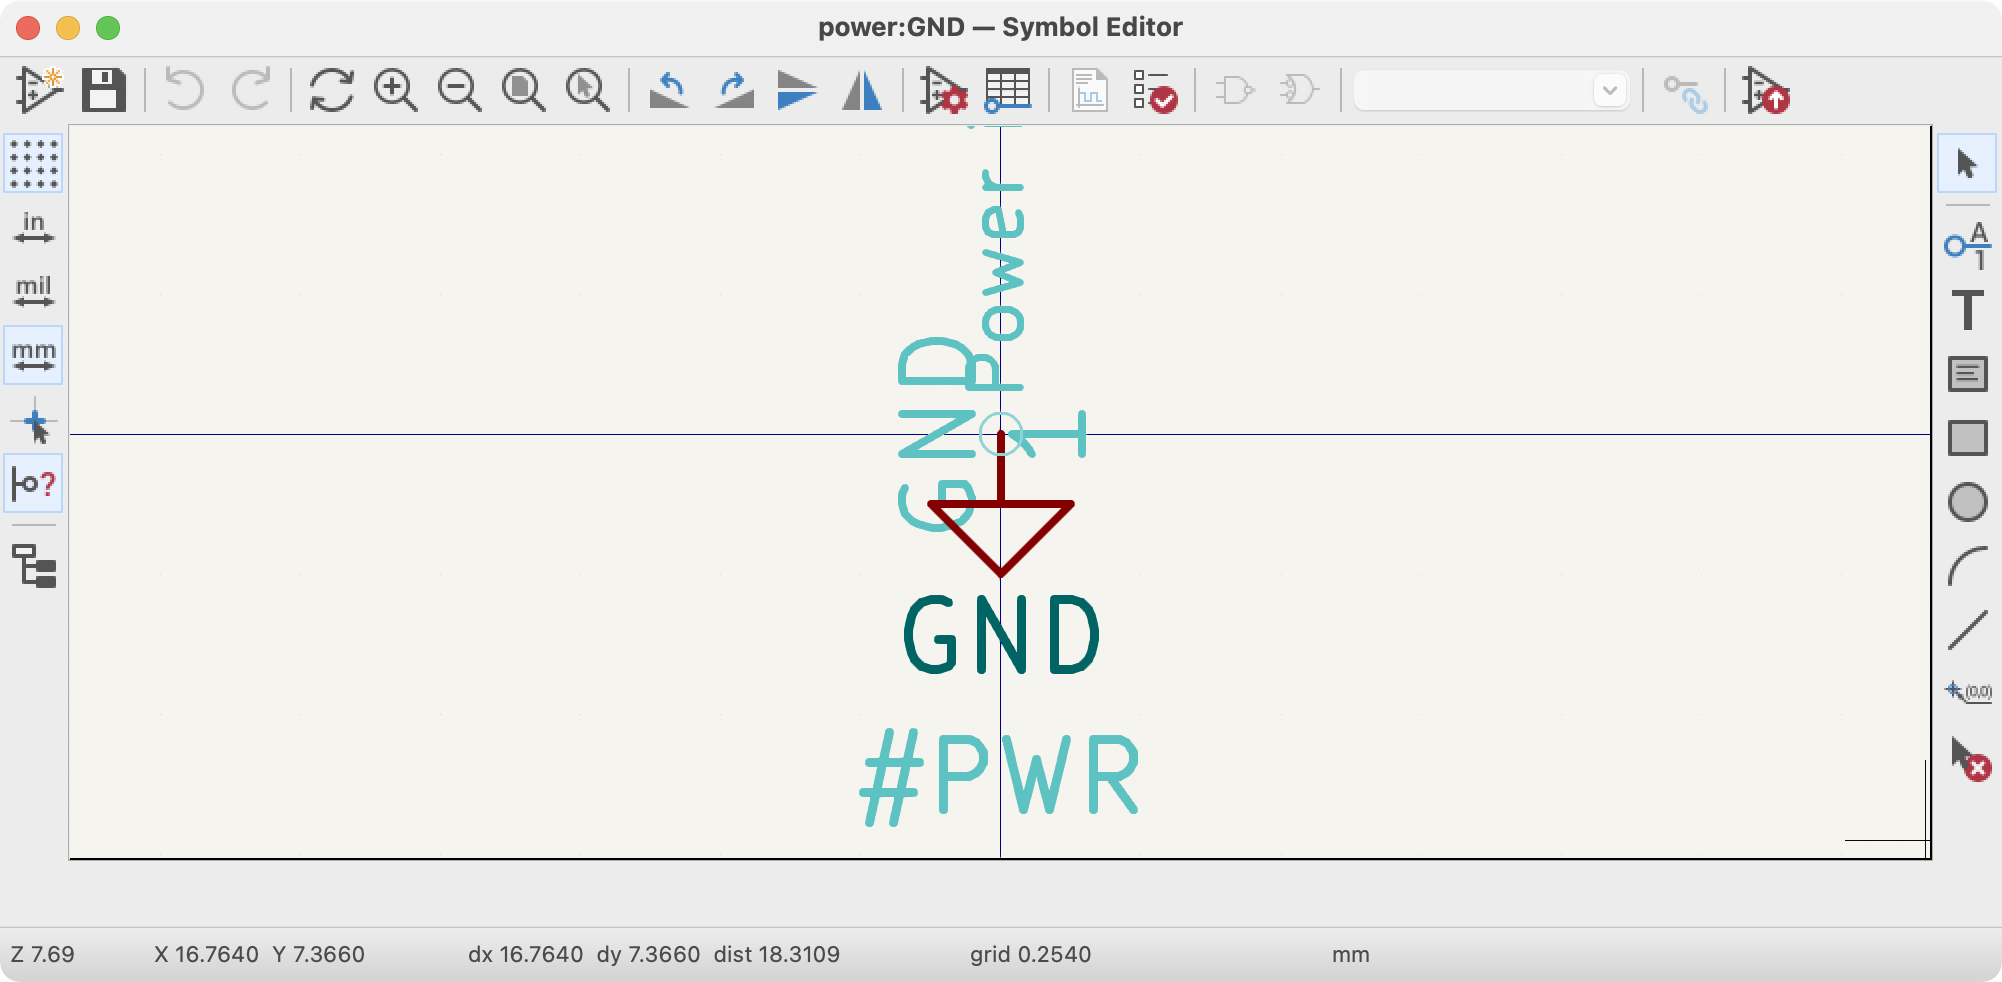 power:GND — Symbol Editor
in
mil
mm
A
1
T
(0,0)
Power
GND
1
GND
#PWR
Z 7.69 X 16.7640 Y 7.3660 dx 16.7640 dy 7.3660 dist 18.3109 grid 0.2540 mm